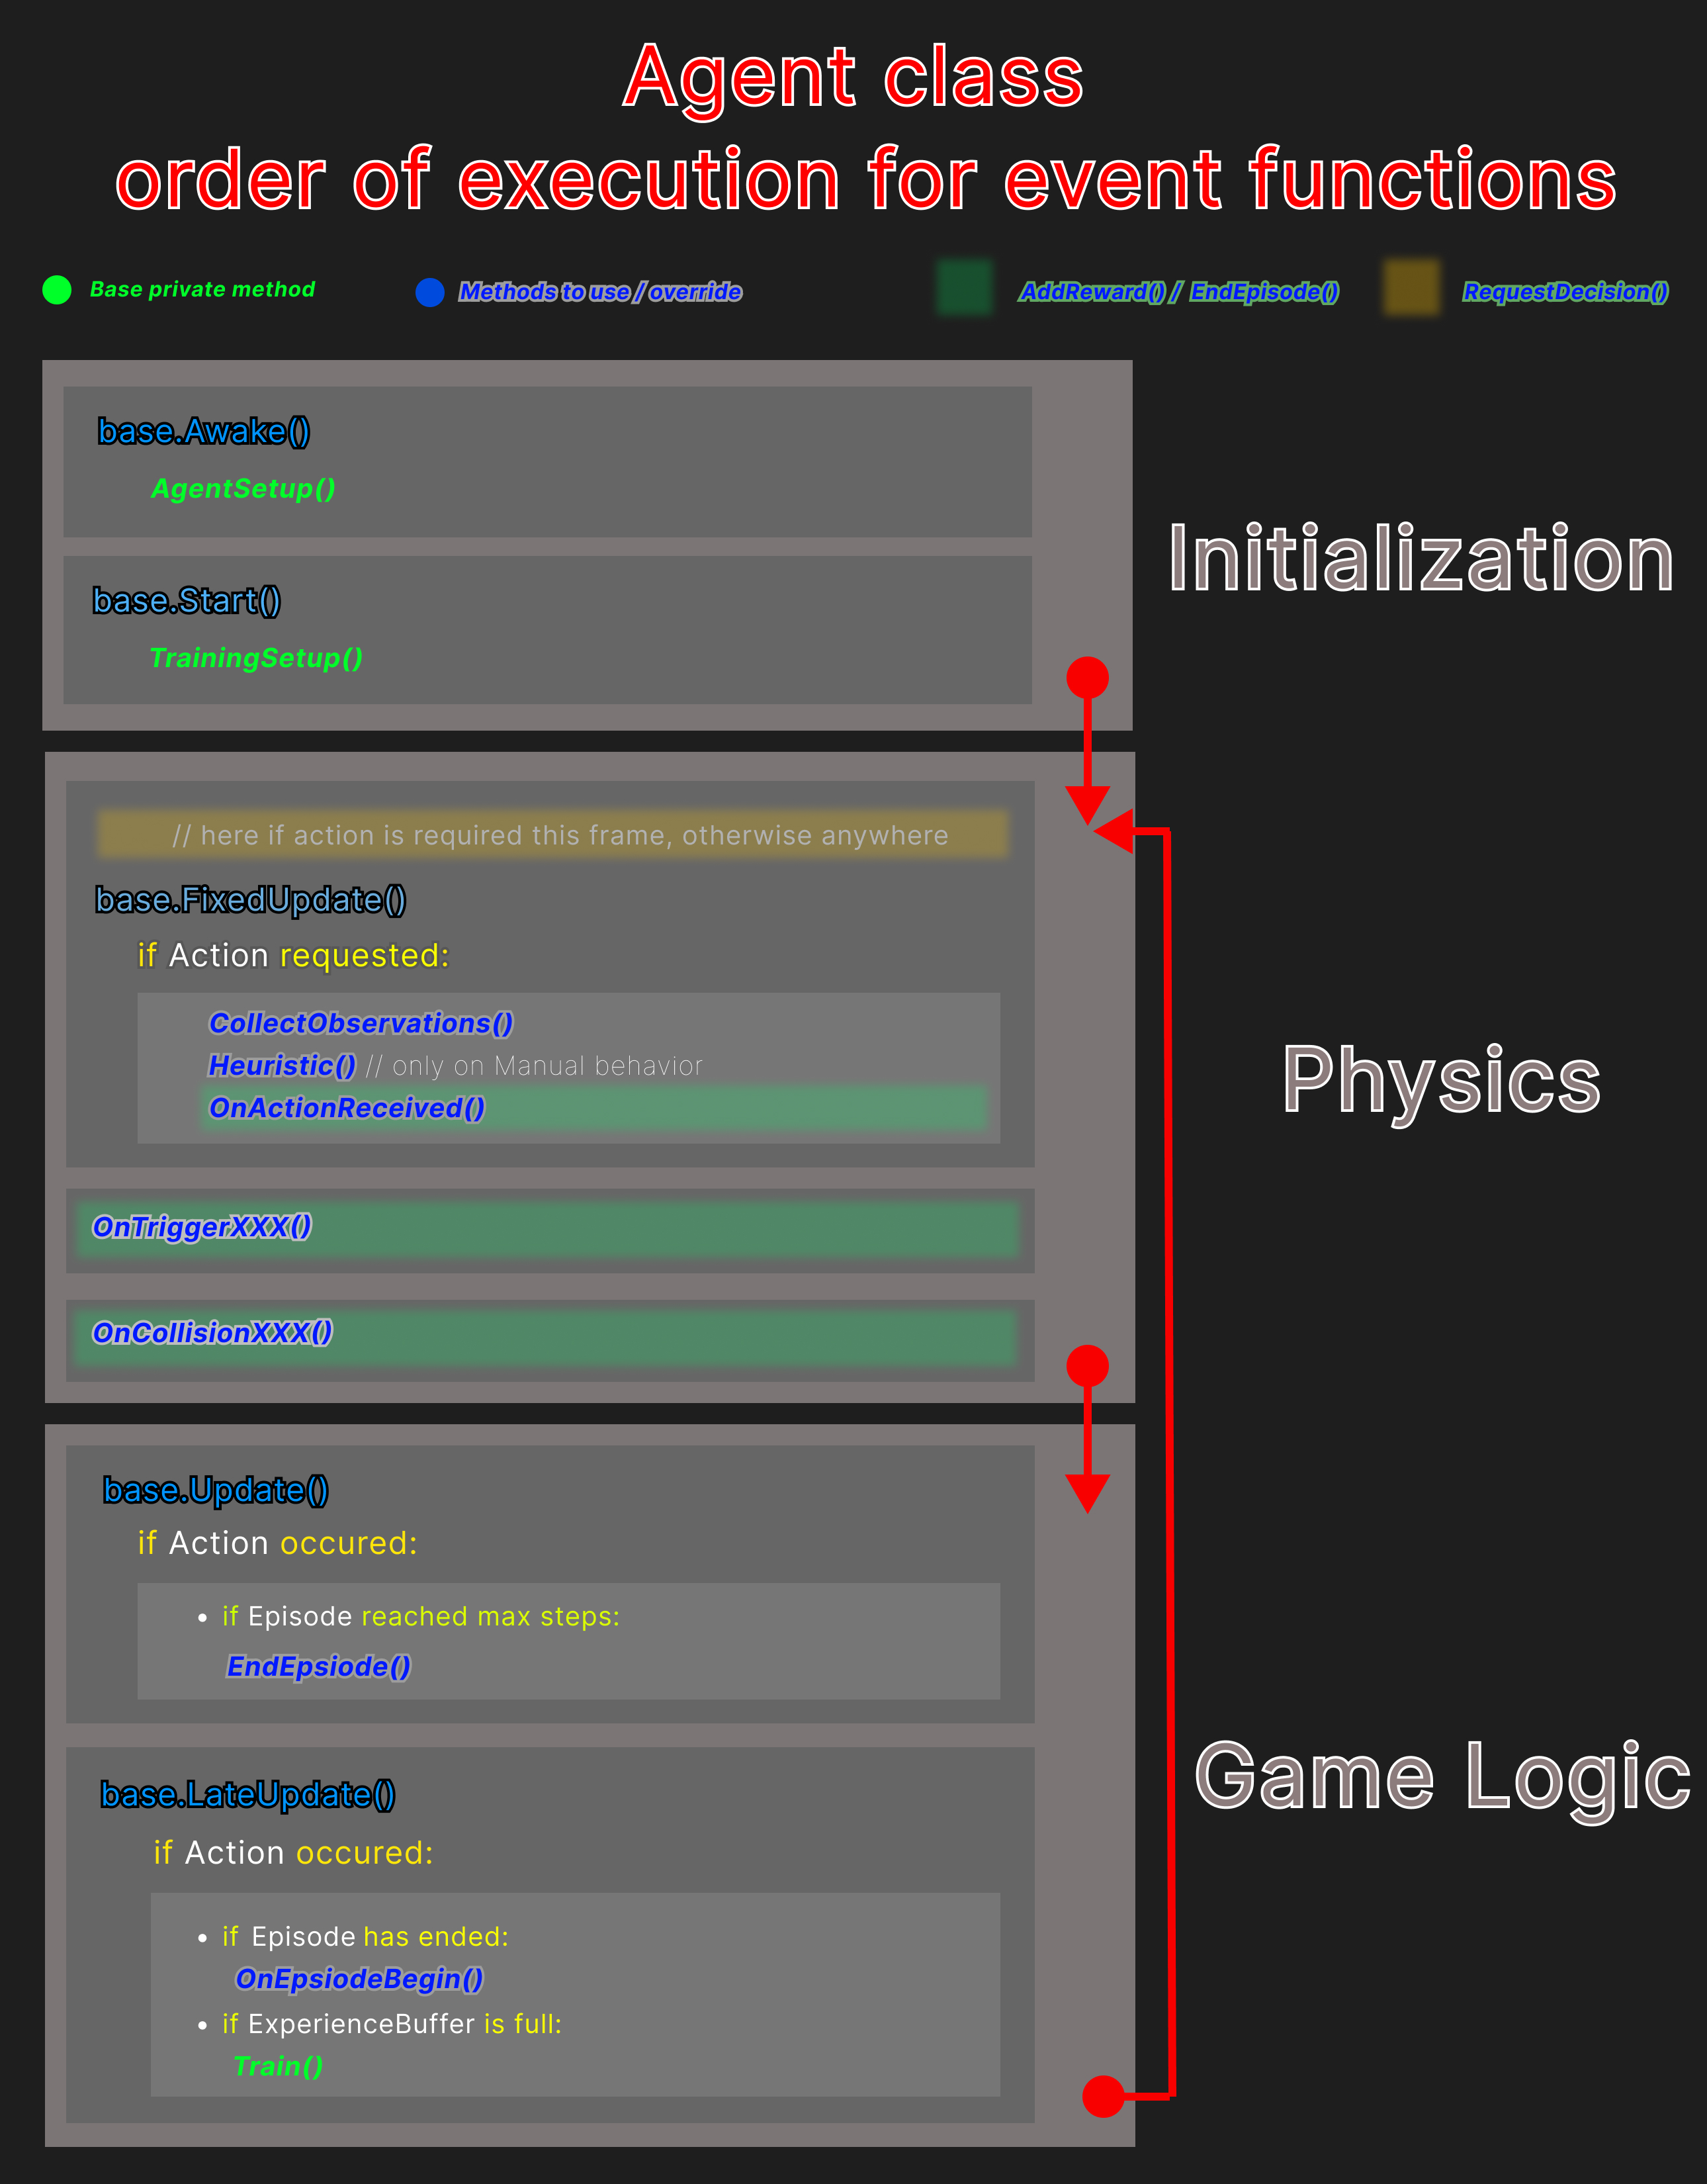 Agent class
order of execution for event functions
Base private method
Methods to use / override
AddReward() / EndEpisode()
RequestDecision()
base.Awake()
AgentSetup()
base.Start()
TrainingSetup()
Initialization
// here if action is required this frame, otherwise anywhere
base.FixedUpdate()
if Action requested:
CollectObservations()
Heuristic() // only on Manual behavior
OnActionReceived()
Physics
OnTriggerXXX()
OnCollisionXXX()
base.Update()
if Action occured:
• if Episode reached max steps:
EndEpsiode()
Game Logic
base.LateUpdate()
if Action occured:
• if Episode has ended:
OnEpsiodeBegin()
• if ExperienceBuffer is full:
Train()